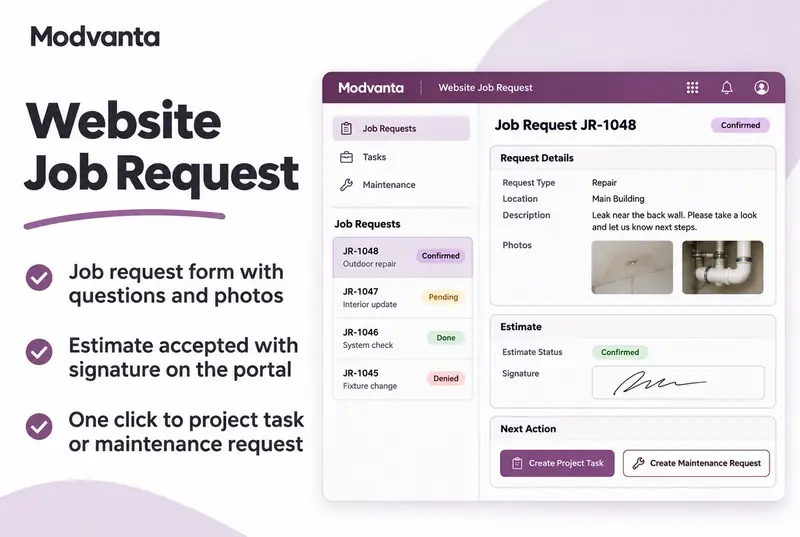 Modvanta
Website
Job Request
Job request form with
questions and photos
Estimate accepted with
signature on the portal
One click to project task
or maintenance request
Modvanta
Website Job Request
Job Requests
Tasks
Maintenance
Job Requests
JR-1048
Outdoor repair
Confirmed
JR-1047
Interior update
Pending
JR-1046
System check
Done
JR-1045
Fixture change
Denied
Job Request JR-1048
Confirmed
Request Details
Request Type Repair
Location Main Building
Description Leak near the back wall. Please take a look
and let us know next steps.
Photos
Estimate
Estimate Status Confirmed
Signature
Next Action
Create Project Task
Create Maintenance Request